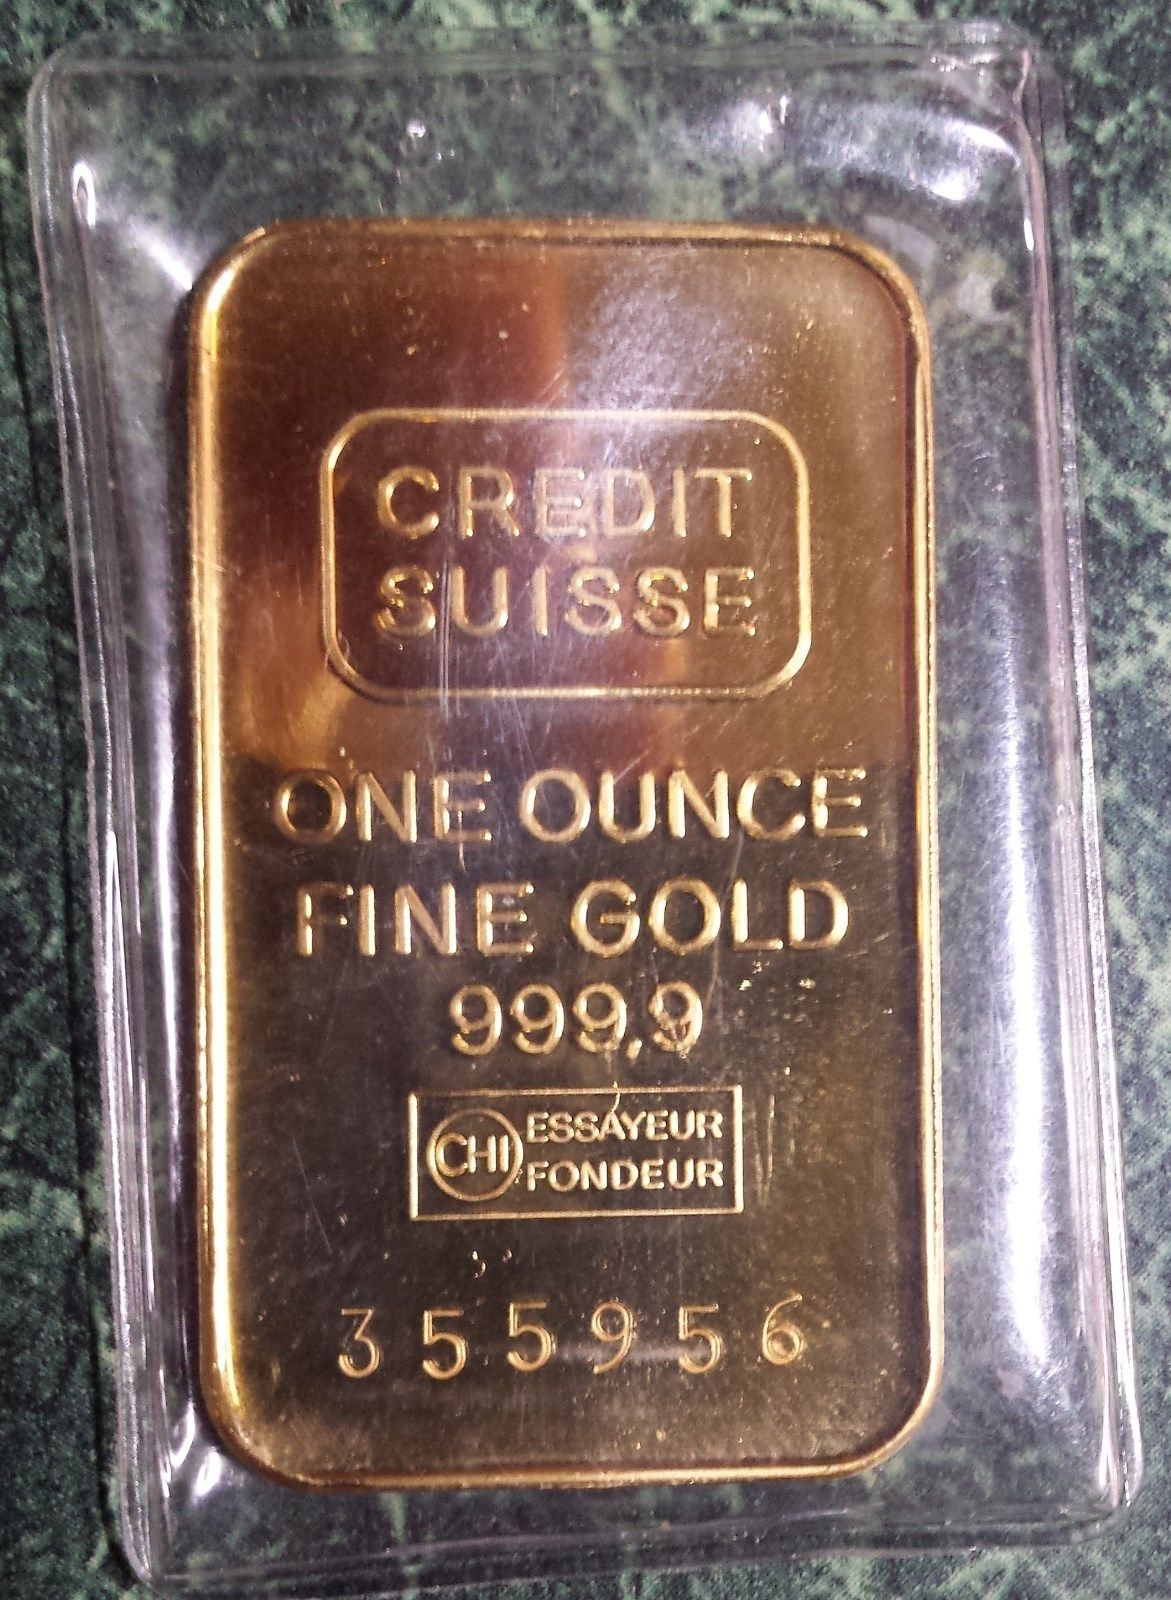 CREDIT
SUISSE
ONE OUNCE
FINE GOLD
999,9
CHI ESSAYEUR
FONDEUR
355956